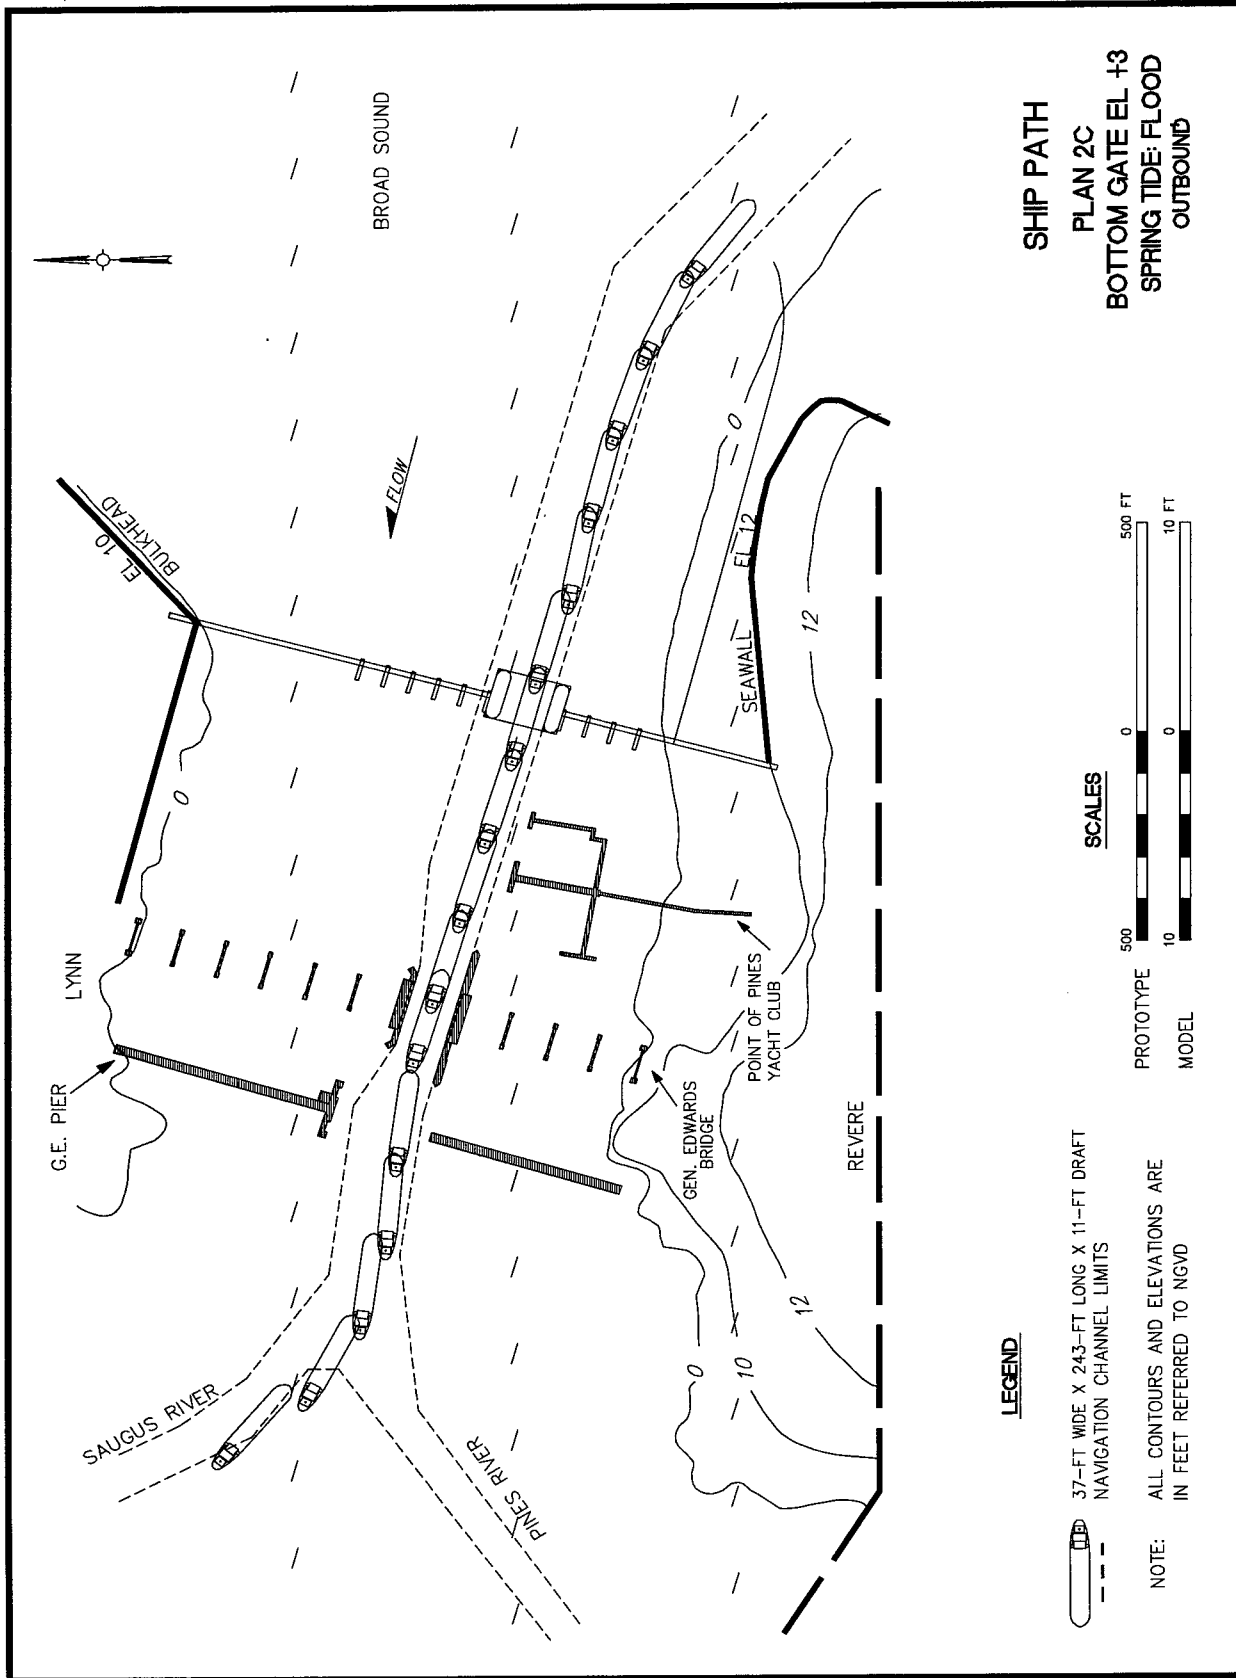 BROAD SOUND
FLOW
EL 10
BULKHEAD
0
LYNN
G.E. PIER
SAUGUS RIVER
PINES RIVER
0
SEAWALL EL 12
12
POINT OF PINES
YACHT CLUB
GEN. EDWARDS
BRIDGE
REVERE
12
10
0
SHIP PATH
PLAN 2C
BOTTOM GATE EL +3
SPRING TIDE: FLOOD
OUTBOUND
SCALES
PROTOTYPE 500 0 500 FT
MODEL 10 0 10 FT
LEGEND
37-FT WIDE X 243-FT LONG X 11-FT DRAFT
NAVIGATION CHANNEL LIMITS
NOTE: ALL CONTOURS AND ELEVATIONS ARE
IN FEET REFERRED TO NGVD